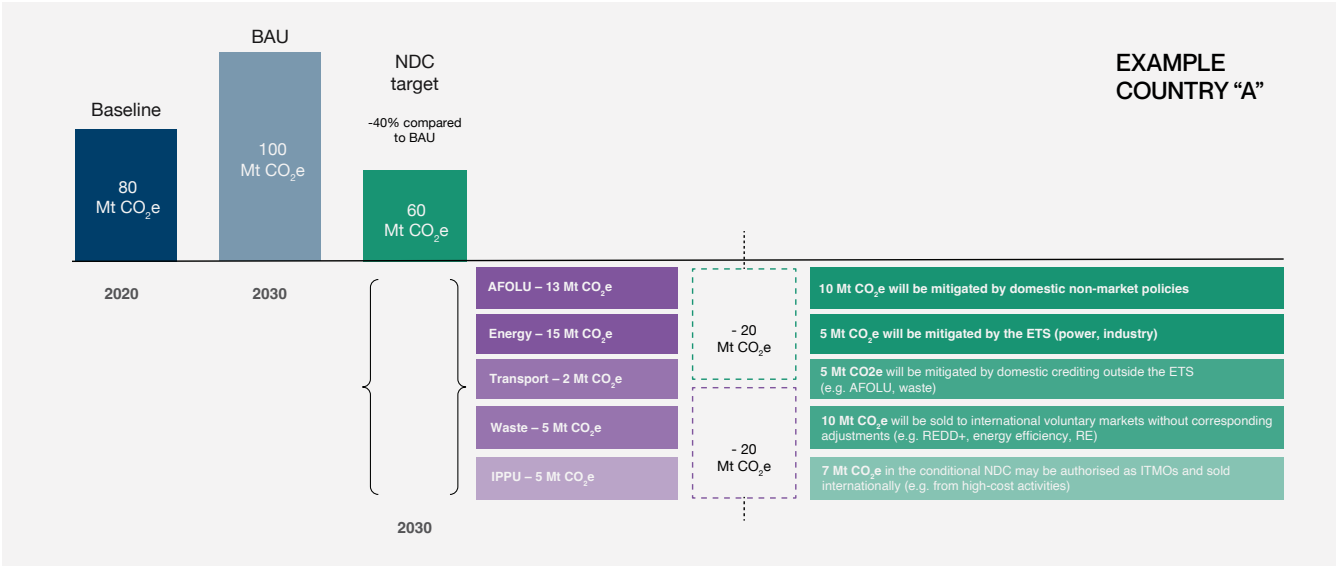 EXAMPLE
COUNTRY “A”
Baseline
80
Mt CO₂e
2020
BAU
100
Mt CO₂e
2030
NDC
target
-40% compared
to BAU
60
Mt CO₂e
2030
AFOLU – 13 Mt CO₂e
Energy – 15 Mt CO₂e
Transport – 2 Mt CO₂e
Waste – 5 Mt CO₂e
IPPU – 5 Mt CO₂e
- 20
Mt CO₂e
- 20
Mt CO₂e
10 Mt CO₂e will be mitigated by domestic non-market policies
5 Mt CO₂e will be mitigated by the ETS (power, industry)
5 Mt CO2e will be mitigated by domestic crediting outside the ETS
(e.g. AFOLU, waste)
10 Mt CO₂e will be sold to international voluntary markets without corresponding
adjustments (e.g. REDD+, energy efficiency, RE)
7 Mt CO₂e in the conditional NDC may be authorised as ITMOs and sold
internationally (e.g. from high-cost activities)